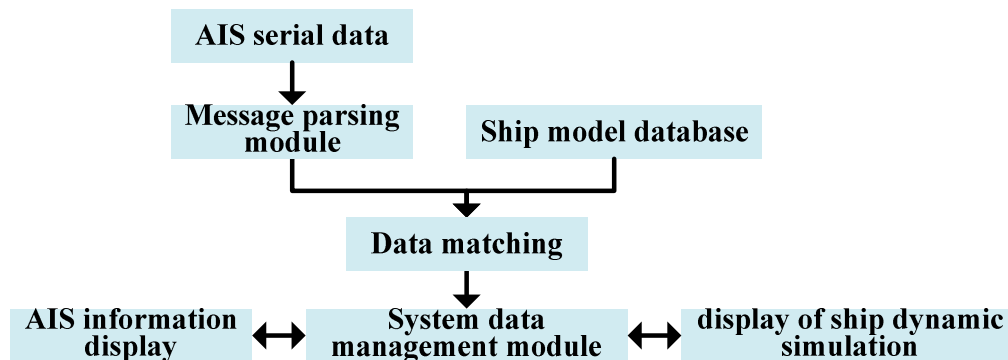 AIS serial data
Message parsing
module
Ship model database
Data matching
AIS information
display
System data
management module
display of ship dynamic
simulation